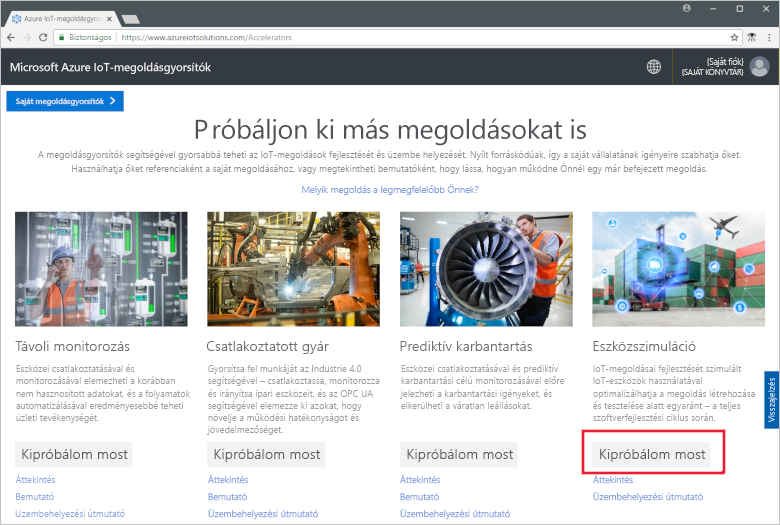 Azure IoT-megoldásgyors
Biztonságos
https://www.azureiotsolutions.com/Accelerators
Microsoft Azure IoT-megoldásgyorsítók
{Saját fiók}
{SAJÁT KÖNYVTÁR}
Saját megoldásgyorsítók
Próbáljon ki más megoldásokat is
A megoldásgyorsítók segítségével gyorsabbá teheti az IoT-megoldások fejlesztését és üzembe helyezését. Nyílt forráskódúak, így a saját vállalatának igényeire szabhatja őket.
Használhatja őket referenciaként a saját megoldásához, vagy megtekintheti bemutatóként, hogy lássa, hogyan működne Önnél egy már befejezett megoldás.
Melyik megoldás a legmegfelelőbb Önnek?
Távoli monitorozás
Eszközei csatlakoztatásával és
monitorozásával elemezheti a korábban
nem hasznosított adatokat, és a folyamatok
automatizálásával eredményesebbé teheti
üzleti tevékenységét.
Kipróbálom most
Áttekintés
Bemutató
Üzembehelyezési útmutató
Csatlakoztatott gyár
Gyorsítsa fel munkáját az Industrie 4.0
segítségével – csatlakoztassa, monitorozza
és irányítsa ipari eszközeit, és az OPC UA
segítségével elemezze ki azokat, hogy
növelje a működési hatékonyságot és
jövedelmezőséget.
Kipróbálom most
Áttekintés
Bemutató
Üzembehelyezési útmutató
Prediktív karbantartás
Eszközei csatlakoztatásával és prediktív
karbantartási célú monitorozásával előre
jelezheti a karbantartási igényeket, és
elkerülheti a váratlan leállásokat.
Kipróbálom most
Áttekintés
Bemutató
Üzembehelyezési útmutató
Eszközszimuláció
IoT-megoldásai fejlesztését szimulált
IoT-eszközök használatával
optimalizálhatja a megoldás létrehozása
és tesztelése alatt egyaránt – a teljes
szoftverfejlesztési ciklus során.
Kipróbálom most
Áttekintés
Üzembehelyezési útmutató
Visszajelzés